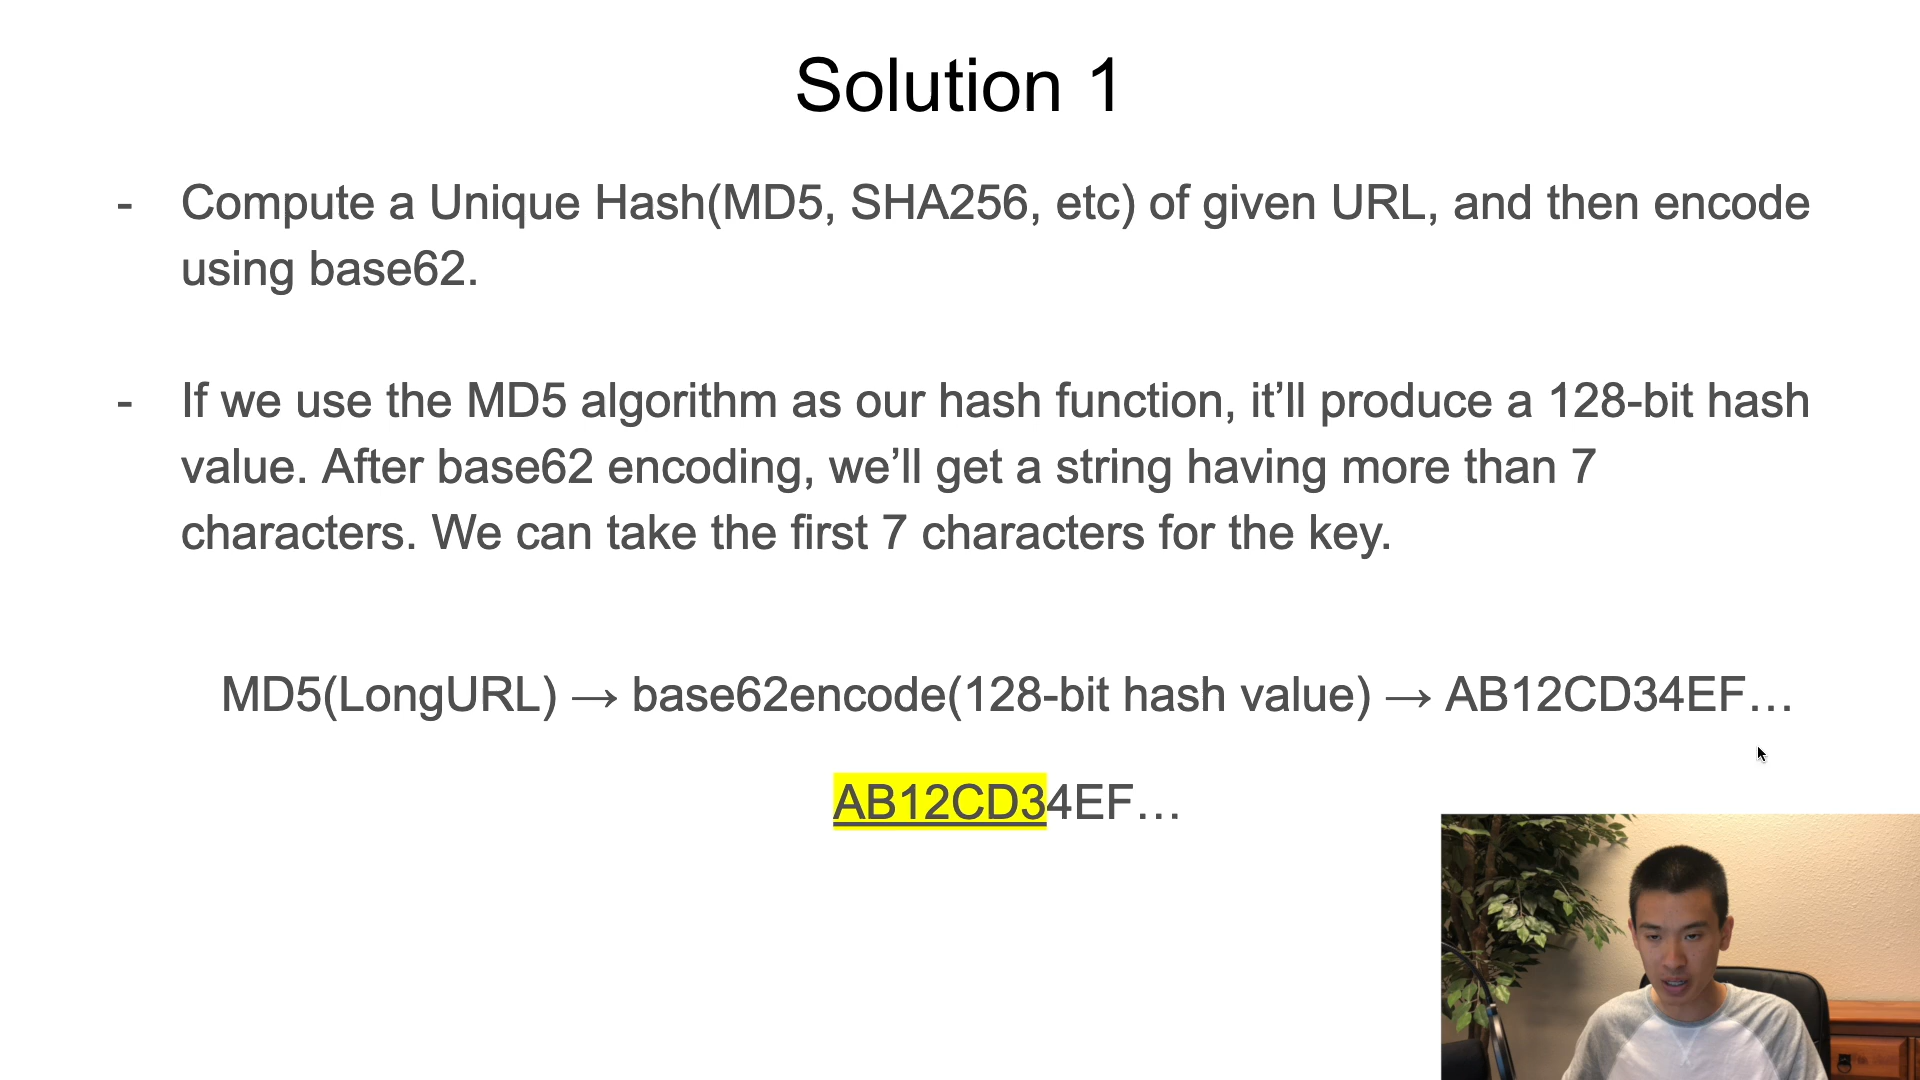 Solution 1
- Compute a Unique Hash(MD5, SHA256, etc) of given URL, and then encode
using base62.
- If we use the MD5 algorithm as our hash function, it’ll produce a 128-bit hash
value. After base62 encoding, we’ll get a string having more than 7
characters. We can take the first 7 characters for the key.
MD5(LongURL) → base62encode(128-bit hash value) → AB12CD34EF…
AB12CD34EF…